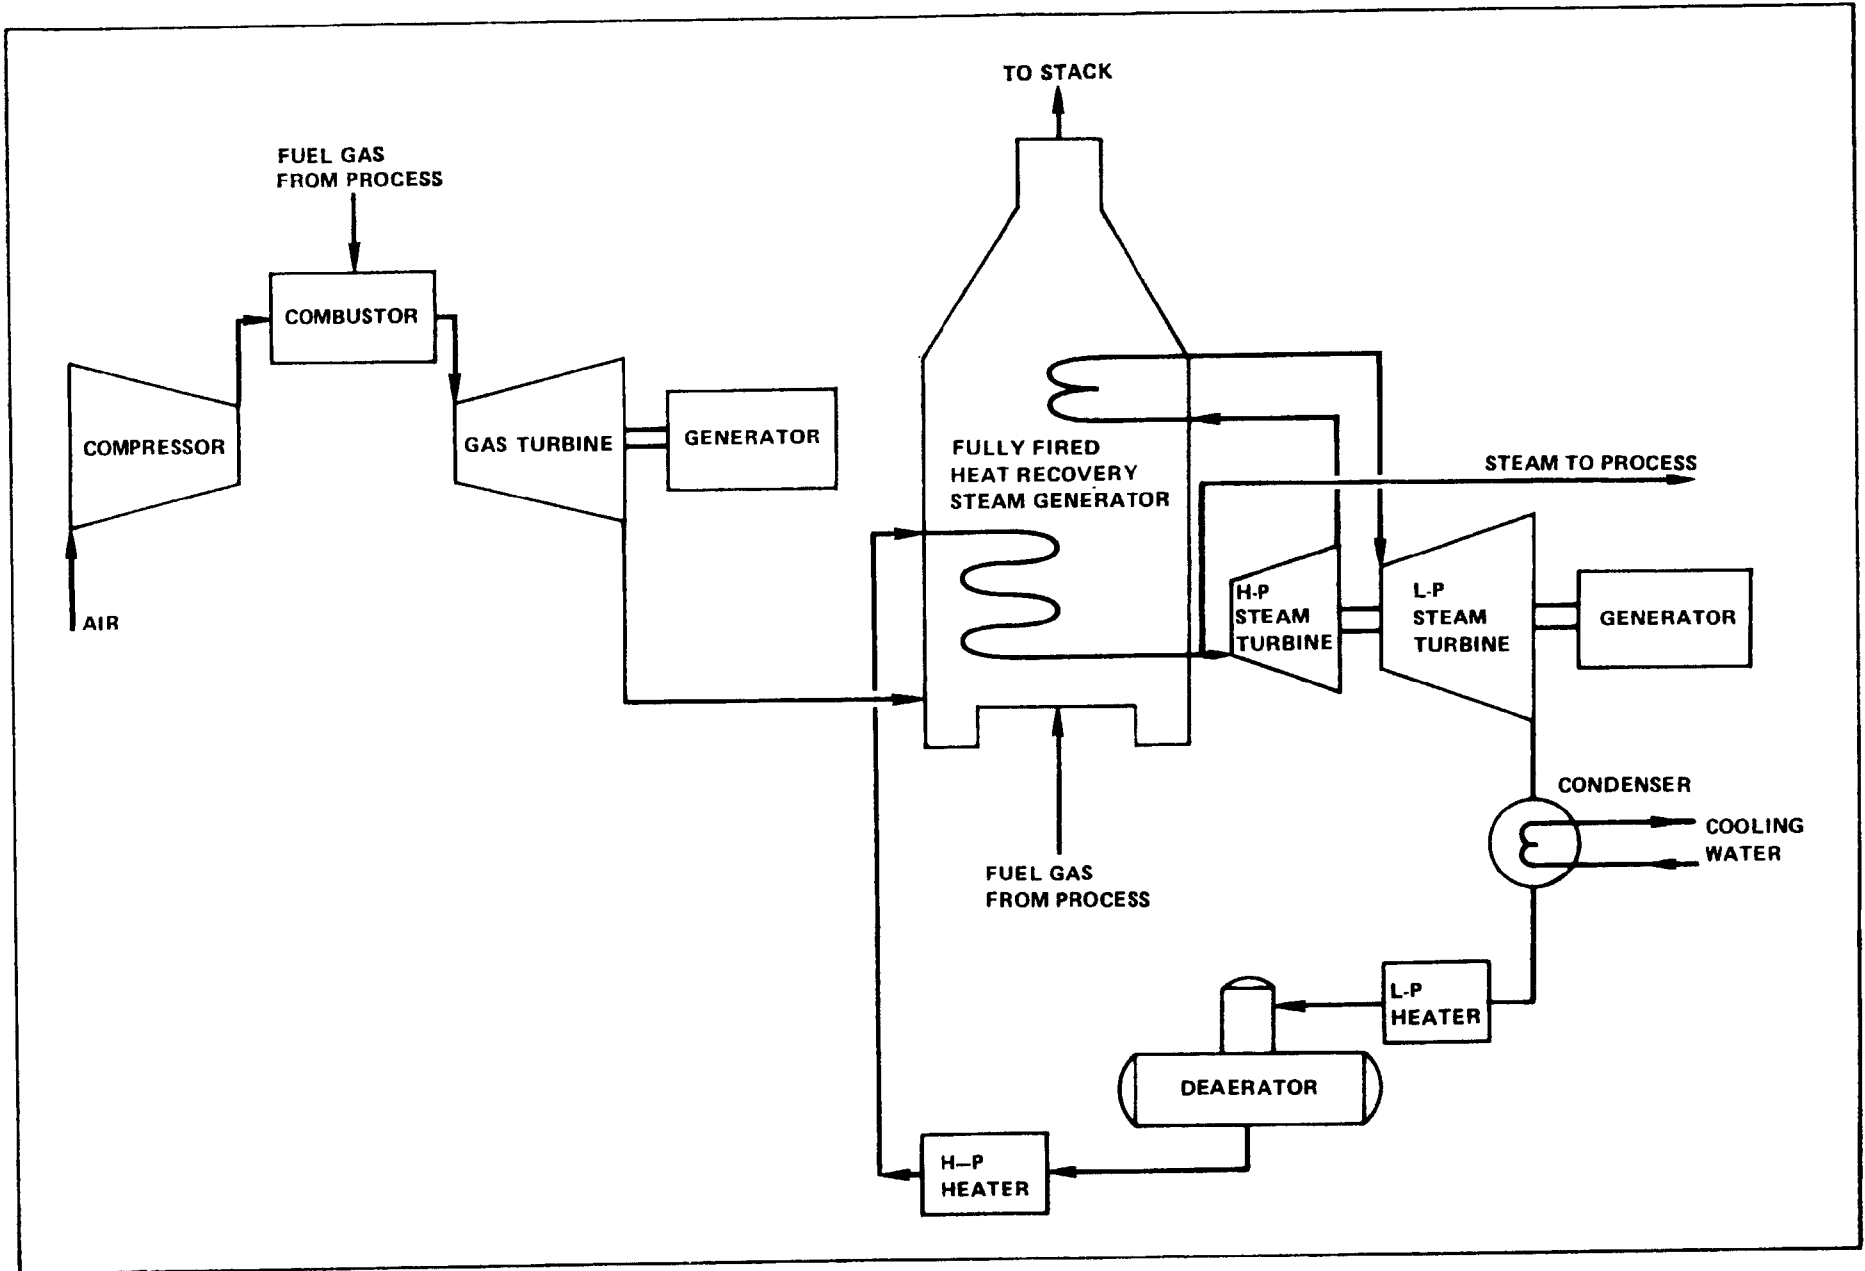 TO STACK
FUEL GAS
FROM PROCESS
COMBUSTOR
COMPRESSOR
GAS TURBINE
GENERATOR
AIR
FULLY FIRED
HEAT RECOVERY
STEAM GENERATOR
STEAM TO PROCESS
H-P
STEAM
TURBINE
L-P
STEAM
TURBINE
GENERATOR
FUEL GAS
FROM PROCESS
CONDENSER
COOLING
WATER
L-P
HEATER
DEAERATOR
H–P
HEATER